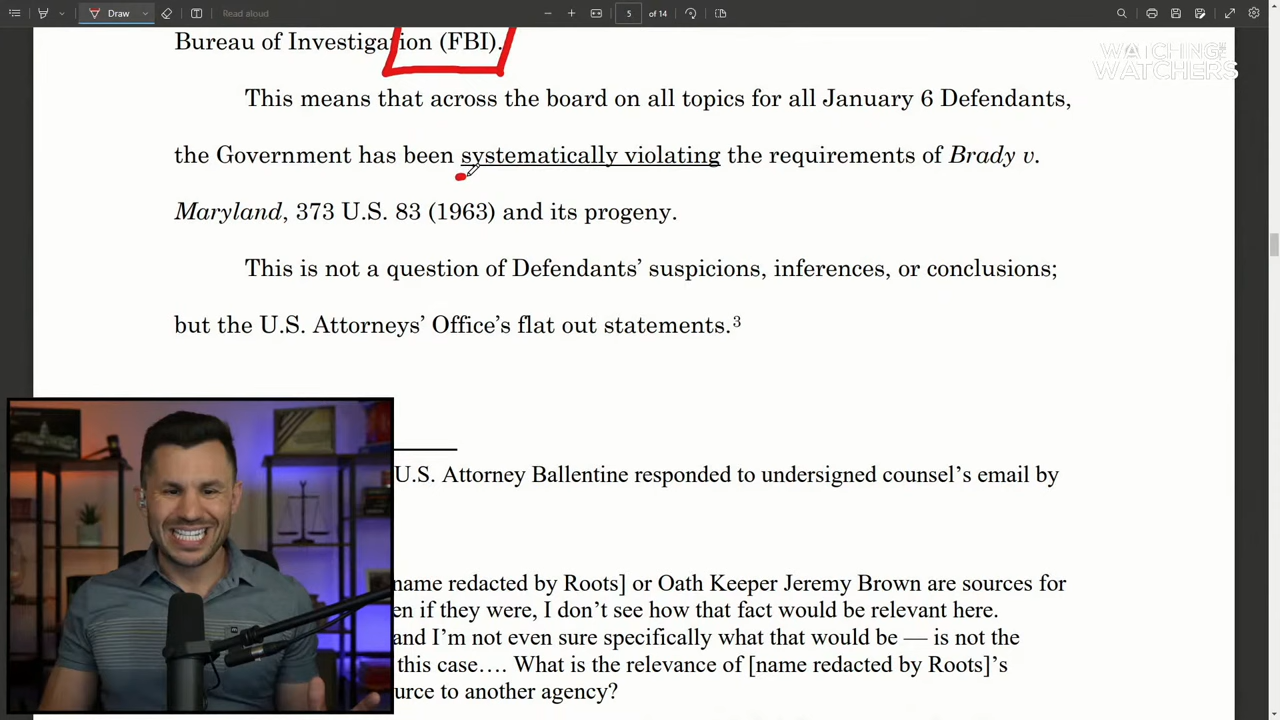 Draw
Read aloud
5
of 14
WATCHING THE
WATCHERS
Bureau of Investigation (FBI).
This means that across the board on all topics for all January 6 Defendants,
the Government has been systematically violating the requirements of Brady v.
Maryland, 373 U.S. 83 (1963) and its progeny.
This is not a question of Defendants’ suspicions, inferences, or conclusions;
but the U.S. Attorneys’ Office’s flat out statements.3
U.S. Attorney Ballentine responded to undersigned counsel’s email by
name redacted by Roots] or Oath Keeper Jeremy Brown are sources for
en if they were, I don’t see how that fact would be relevant here.
and I’m not even sure specifically what that would be — is not the
this case…. What is the relevance of [name redacted by Roots]’s
urce to another agency?